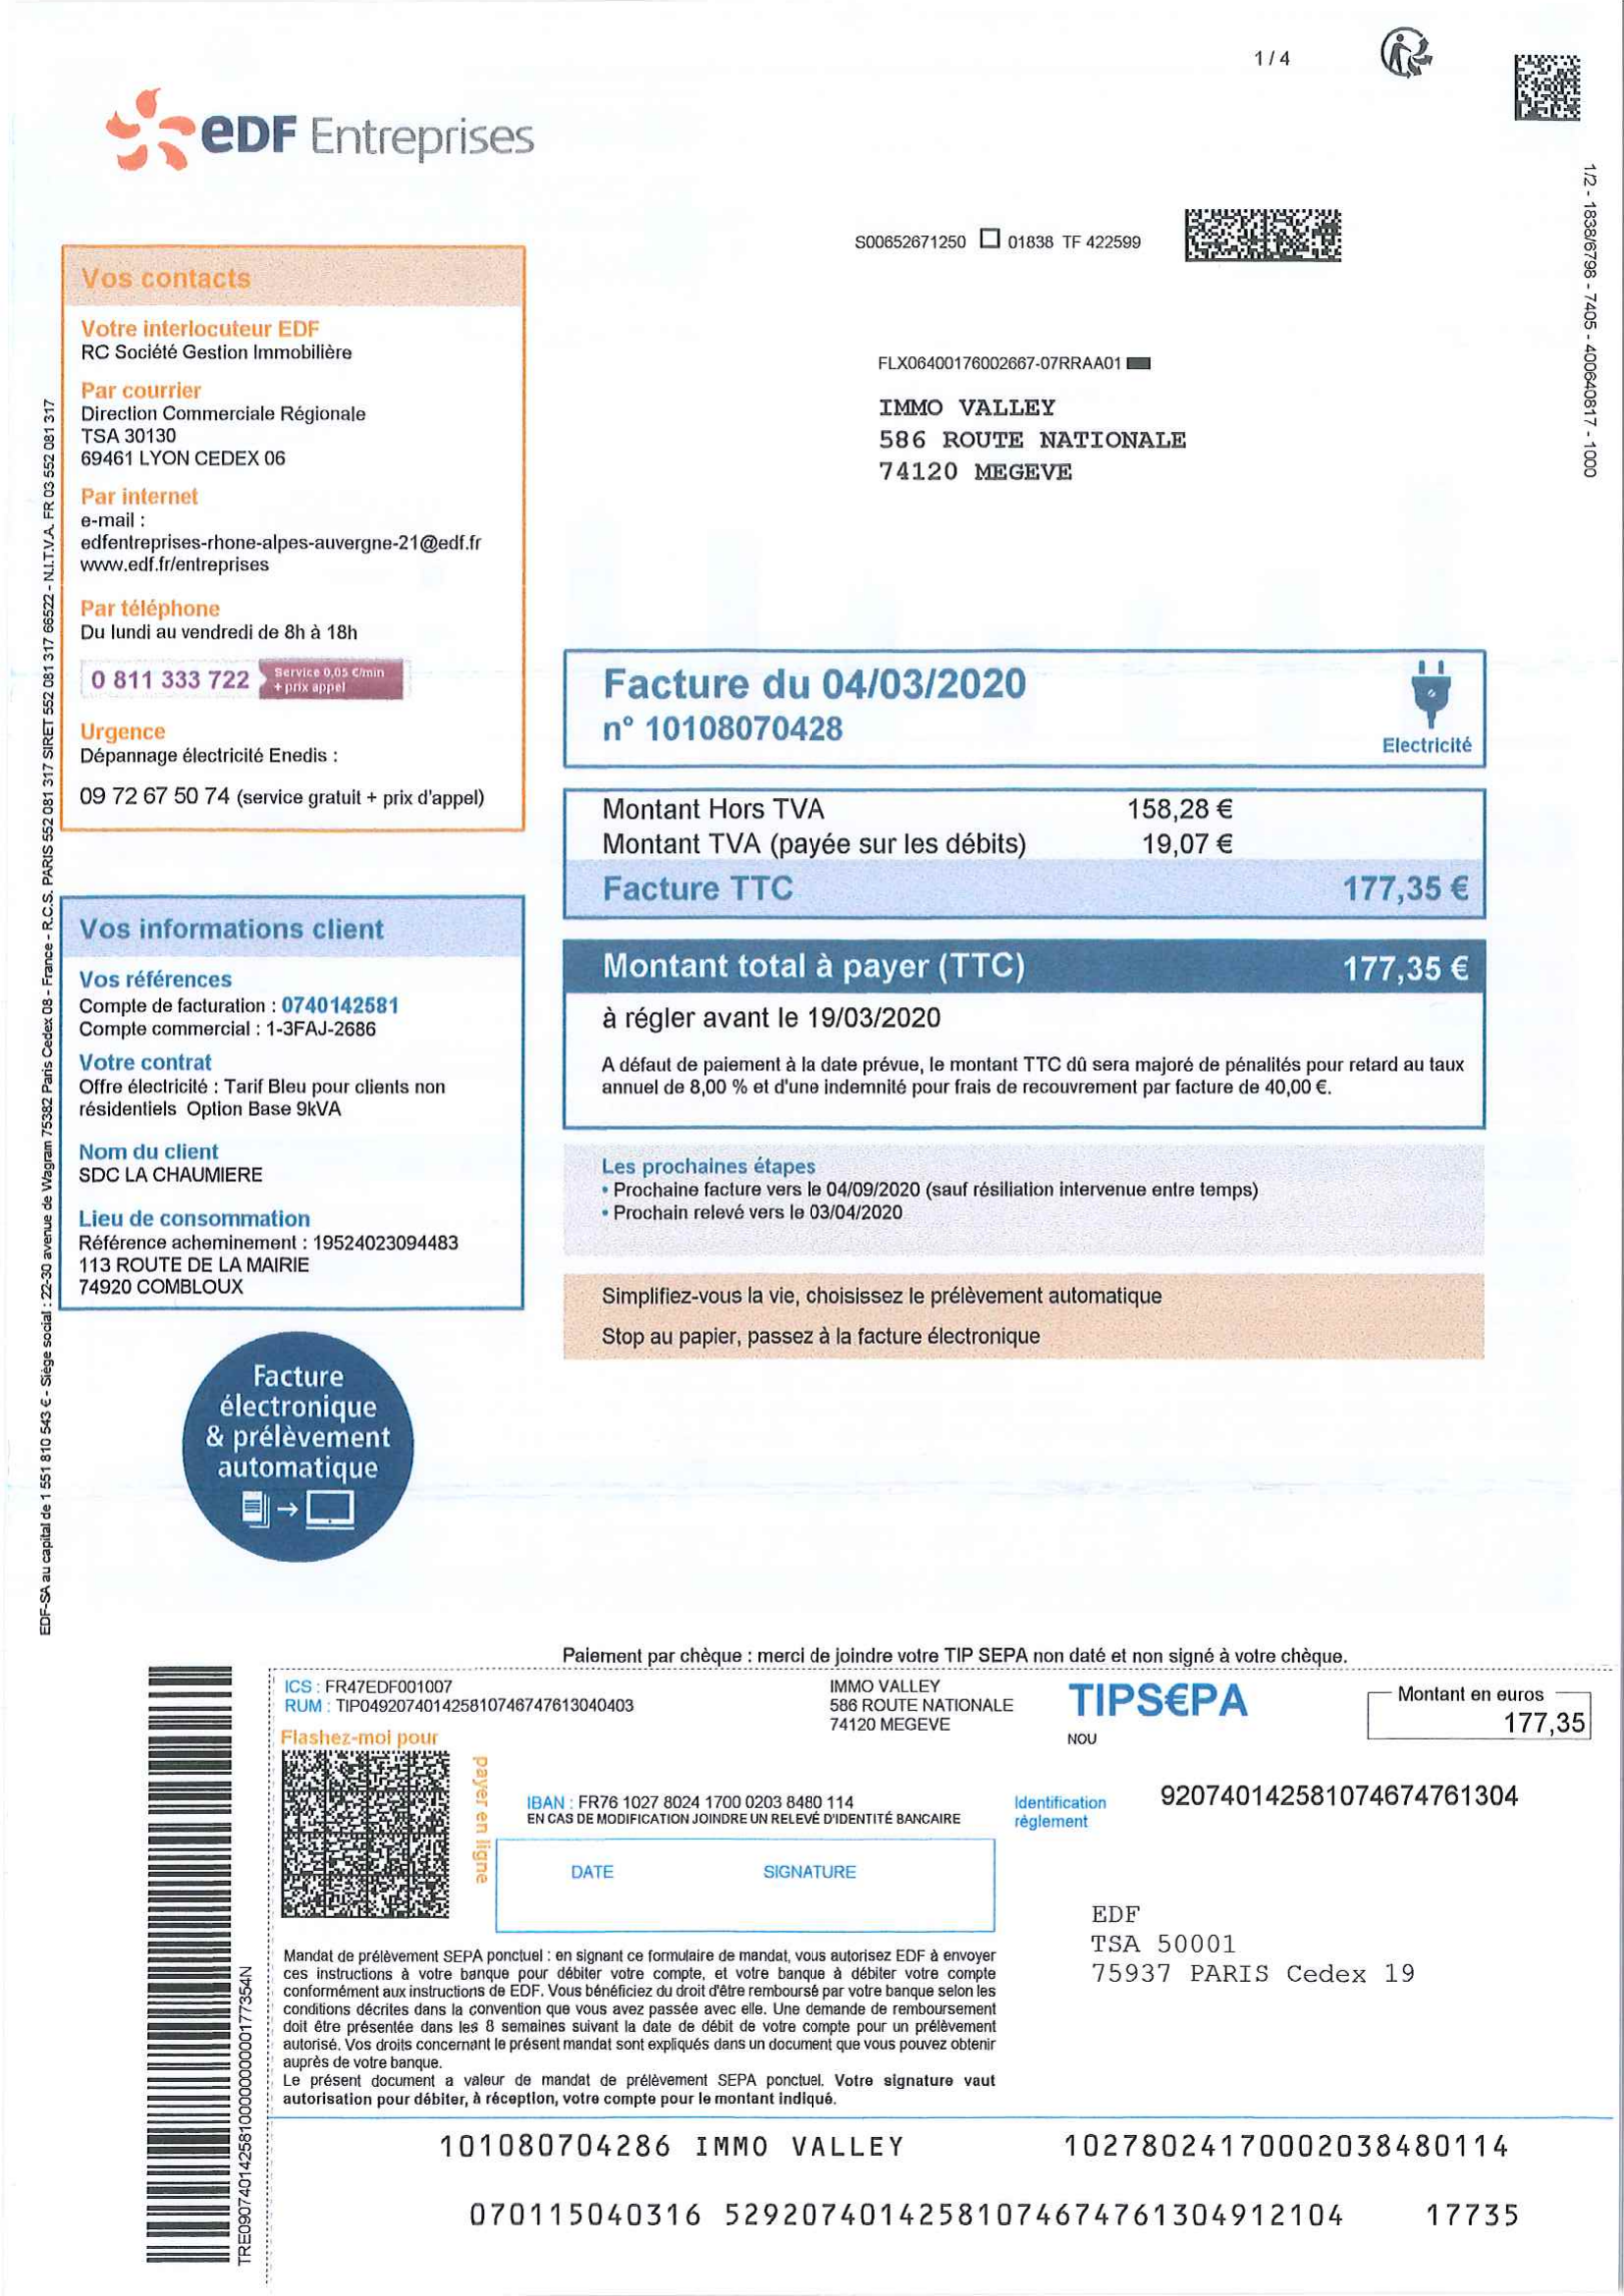 1 / 4
eDF Entreprises
1/2 - 1838/6798 - 7405 - 400640817 - 1000
S00652671250 01838 TF 422599
FLX06400176002667-07RRAA01
IMMO VALLEY
586 ROUTE NATIONALE
74120 MEGEVE
Vos contacts
Votre interlocuteur EDF
RC Société Gestion Immobilière
Par courrier
Direction Commerciale Régionale
TSA 30130
69461 LYON CEDEX 06
Par internet
e-mail :
edfentreprises-rhone-alpes-auvergne-21@edf.fr
www.edf.fr/entreprises
Par téléphone
Du lundi au vendredi de 8h à 18h
0 811 333 722
Service 0,05 €/min
+ prix appel
Urgence
Dépannage électricité Enedis :
09 72 67 50 74 (service gratuit + prix d'appel)
Facture du 04/03/2020
n° 10108070428
Electricité
Montant Hors TVA 158,28 €
Montant TVA (payée sur les débits) 19,07 €
Facture TTC 177,35 €
Montant total à payer (TTC) 177,35 €
à régler avant le 19/03/2020
A défaut de paiement à la date prévue, le montant TTC dû sera majoré de pénalités pour retard au taux
annuel de 8,00 % et d'une indemnité pour frais de recouvrement par facture de 40,00 €.
Les prochaines étapes
• Prochaine facture vers le 04/09/2020 (sauf résiliation intervenue entre temps)
• Prochain relevé vers le 03/04/2020
Simplifiez-vous la vie, choisissez le prélèvement automatique
Stop au papier, passez à la facture électronique
Vos informations client
Vos références
Compte de facturation : 0740142581
Compte commercial : 1-3FAJ-2686
Votre contrat
Offre électricité : Tarif Bleu pour clients non
résidentiels Option Base 9kVA
Nom du client
SDC LA CHAUMIERE
Lieu de consommation
Référence acheminement : 19524023094483
113 ROUTE DE LA MAIRIE
74920 COMBLOUX
Facture
électronique
& prélèvement
automatique
EDF-SA au capital de 1 551 810 543 € - Siège social : 22-30 avenue de Wagram 75382 Paris Cedex 08 - France - R.C.S. PARIS 552 081 317 SIRET 552 081 317 66522 - N.I.T.V.A. FR 03 552 081 317
Paiement par chèque : merci de joindre votre TIP SEPA non daté et non signé à votre chèque.
ICS : FR47EDF001007
RUM : TIP04920740142581074674761304​0403
IMMO VALLEY
586 ROUTE NATIONALE
74120 MEGEVE
TIPS€PA
NOU
Montant en euros
177,35
Flashez-moi pour
payer en ligne
IBAN : FR76 1027 8024 1700 0203 8480 114
EN CAS DE MODIFICATION JOINDRE UN RELEVÉ D'IDENTITÉ BANCAIRE
Identification
règlement
920740142581074674761304
DATE SIGNATURE
EDF
TSA 50001
75937 PARIS Cedex 19
Mandat de prélèvement SEPA ponctuel : en signant ce formulaire de mandat, vous autorisez EDF à envoyer
ces instructions à votre banque pour débiter votre compte, et votre banque à débiter votre compte
conformément aux instructions de EDF. Vous bénéficiez du droit d'être remboursé par votre banque selon les
conditions décrites dans la convention que vous avez passée avec elle. Une demande de remboursement
doit être présentée dans les 8 semaines suivant la date de débit de votre compte pour un prélèvement
autorisé. Vos droits concernant le présent mandat sont expliqués dans un document que vous pouvez obtenir
auprès de votre banque.
Le présent document a valeur de mandat de prélèvement SEPA ponctuel. Votre signature vaut
autorisation pour débiter, à réception, votre compte pour le montant indiqué.
101080704286 IMMO VALLEY 10278024170002038480114
070115040316 529207401425810746747613049​12104 17735